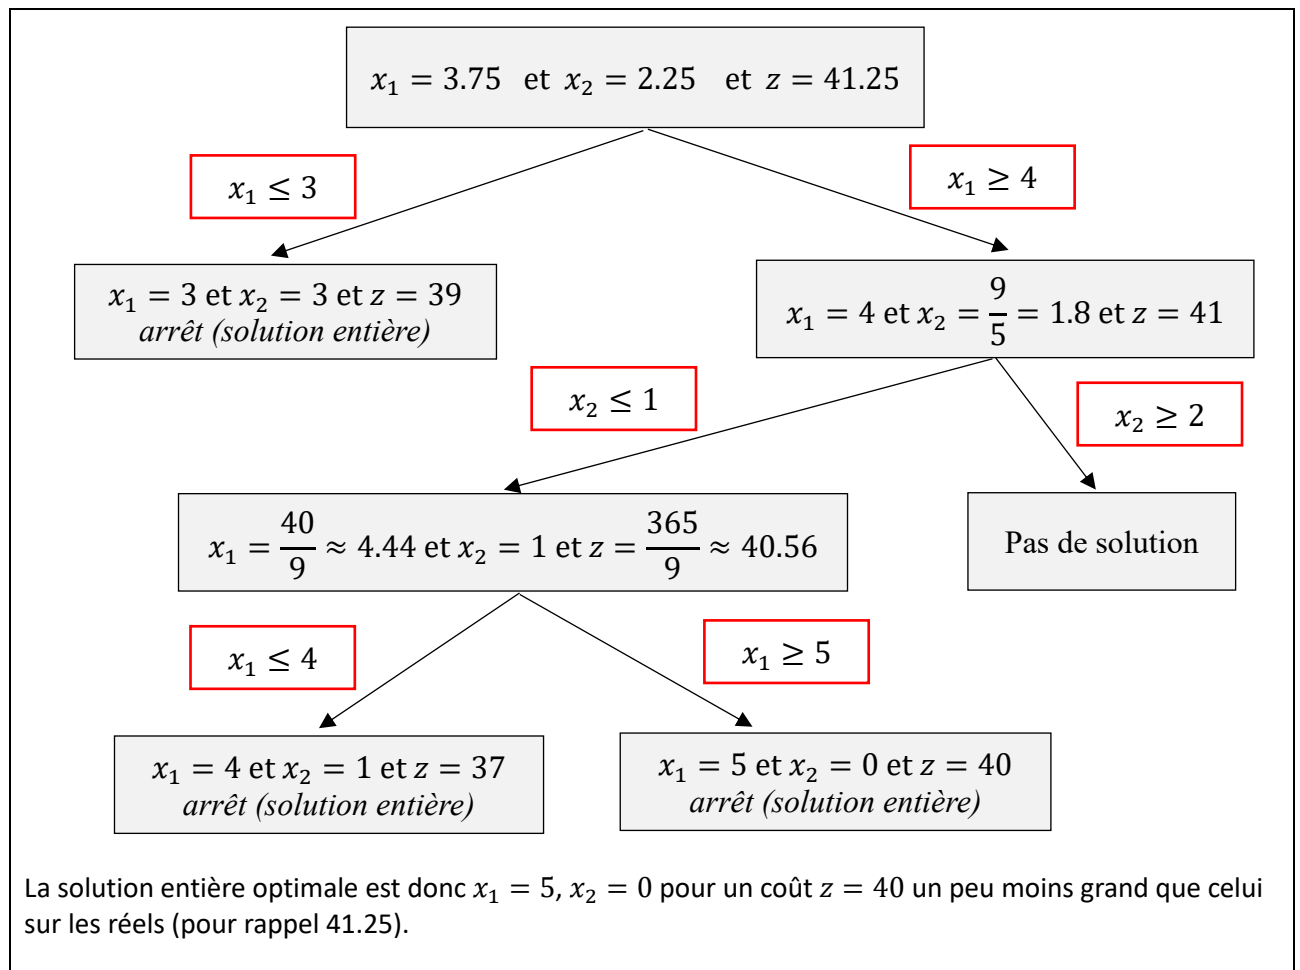 x₁ = 3.75 et x₂ = 2.25 et z = 41.25
x₁ ≤ 3
x₁ ≥ 4
x₁ = 3 et x₂ = 3 et z = 39
arrêt (solution entière)
x₁ = 4 et x₂ = 9/5 = 1.8 et z = 41
x₂ ≤ 1
x₂ ≥ 2
x₁ = 40/9 ≈ 4.44 et x₂ = 1 et z = 365/9 ≈ 40.56
Pas de solution
x₁ ≤ 4
x₁ ≥ 5
x₁ = 4 et x₂ = 1 et z = 37
arrêt (solution entière)
x₁ = 5 et x₂ = 0 et z = 40
arrêt (solution entière)
La solution entière optimale est donc x₁ = 5, x₂ = 0 pour un coût z = 40 un peu moins grand que celui
sur les réels (pour rappel 41.25).